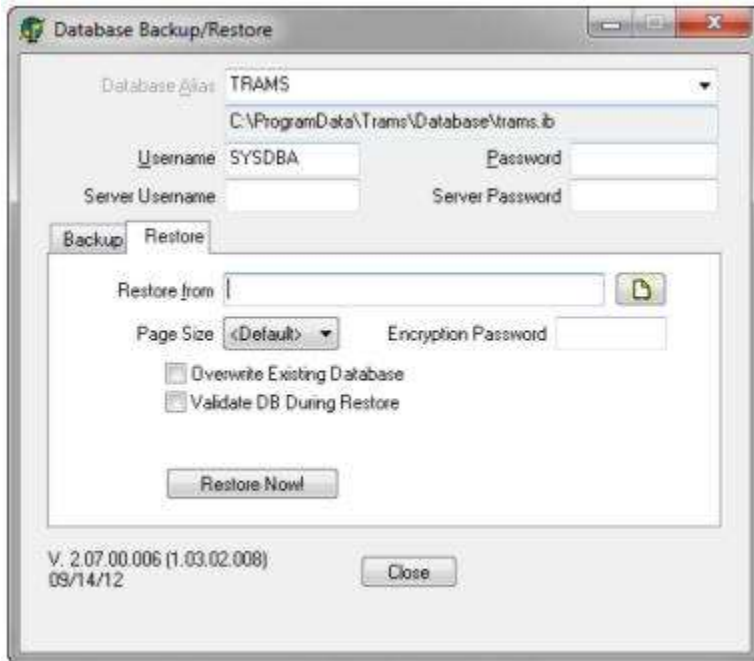 Database Backup/Restore
Database Alias TRAMS
C:\ProgramData\Trams\Database\trams.ib
Username SYSDBA Password
Server Username Server Password
Backup Restore
Restore from
Page Size <Default> Encryption Password
Overwrite Existing Database
Validate DB During Restore
Restore Now!
V. 2.07.00.006 (1.03.02.008)
09/14/12
Close